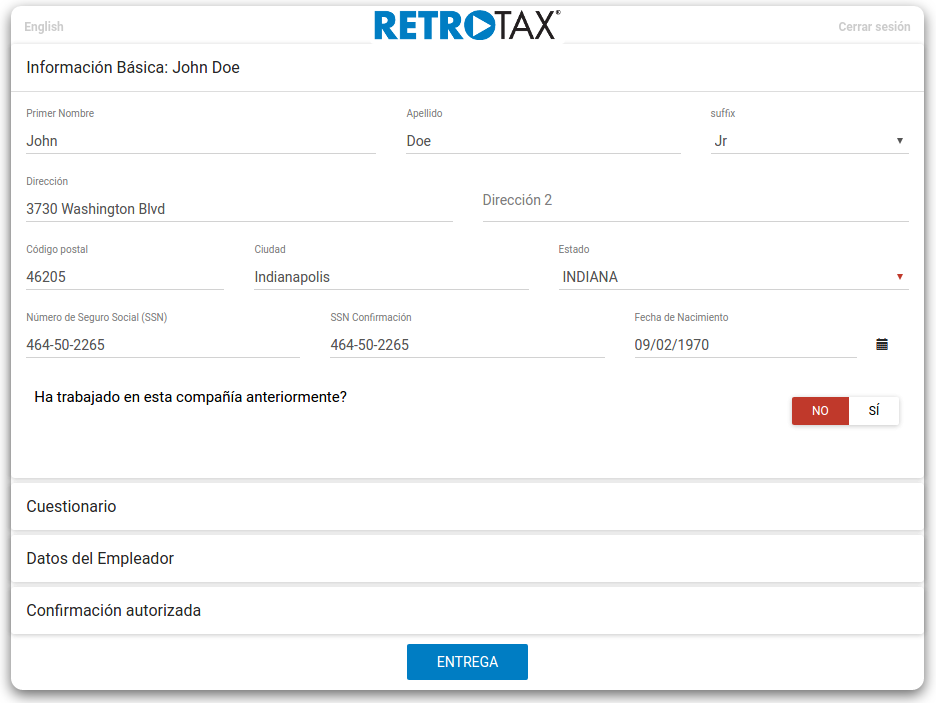 English
RETROTAX®
Cerrar sesión
Información Básica: John Doe
Primer Nombre Apellido suffix
John Doe Jr
Dirección
3730 Washington Blvd Dirección 2
Código postal Ciudad Estado
46205 Indianapolis INDIANA
Número de Seguro Social (SSN) SSN Confirmación Fecha de Nacimiento
464-50-2265 464-50-2265 09/02/1970
Ha trabajado en esta compañía anteriormente?
NO SÍ
Cuestionario
Datos del Empleador
Confirmación autorizada
ENTREGA